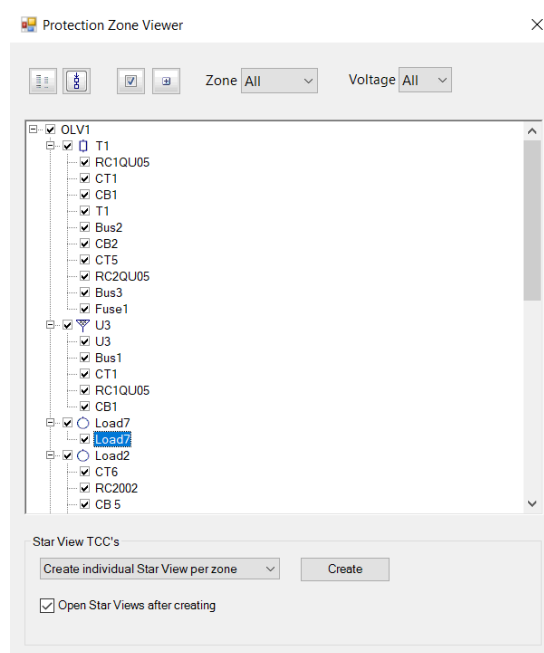 Protection Zone Viewer
Zone All Voltage All
OLV1
T1
RC1QU05
CT1
CB1
T1
Bus2
CB2
CT5
RC2QU05
Bus3
Fuse1
U3
U3
Bus1
CT1
RC1QU05
CB1
Load7
Load7
Load2
CT6
RC2002
CB 5
Star View TCC's
Create individual Star View per zone Create
Open Star Views after creating